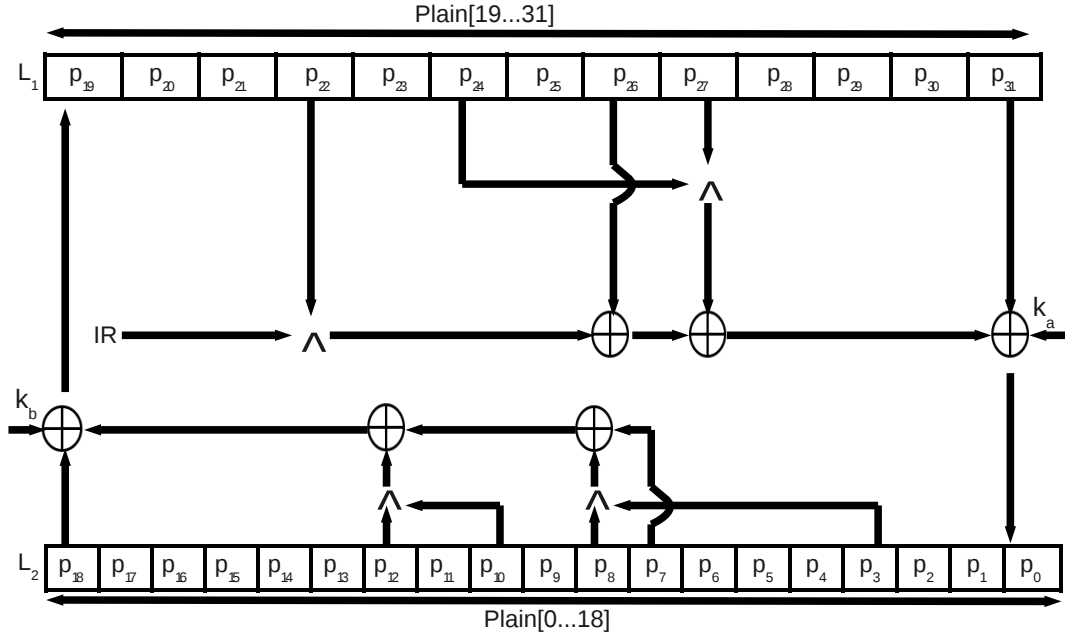 Plain[19...31]
L1 p19 p20 p21 p22 p23 p24 p25 p26 p27 p28 p29 p30 p31
^
IR ^ ka
kb
^ ^
L2 p18 p17 p16 p15 p14 p13 p12 p11 p10 p9 p8 p7 p6 p5 p4 p3 p2 p1 p0
Plain[0...18]